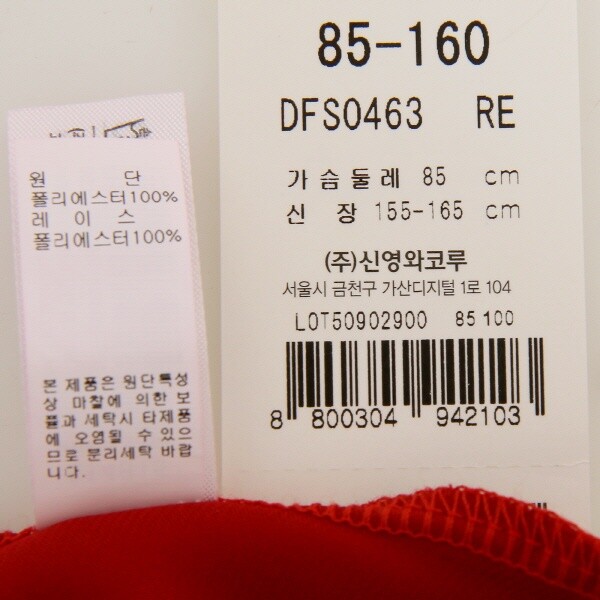 85-160
DFS0463 RE
가슴둘레 85 cm
신 장 155-165 cm
(주)신영와코루
서울시 금천구 가산디지털 1로 104
LOT50902900 85 100
8 800304 942103
원 단
폴리에스터100%
레 이 스
폴리에스터100%
본 제품은 원단특성
상 마찰에 의한 보
플과 세탁시 타제품
에 오염될 수 있으
므로 분리세탁 바랍
니다.